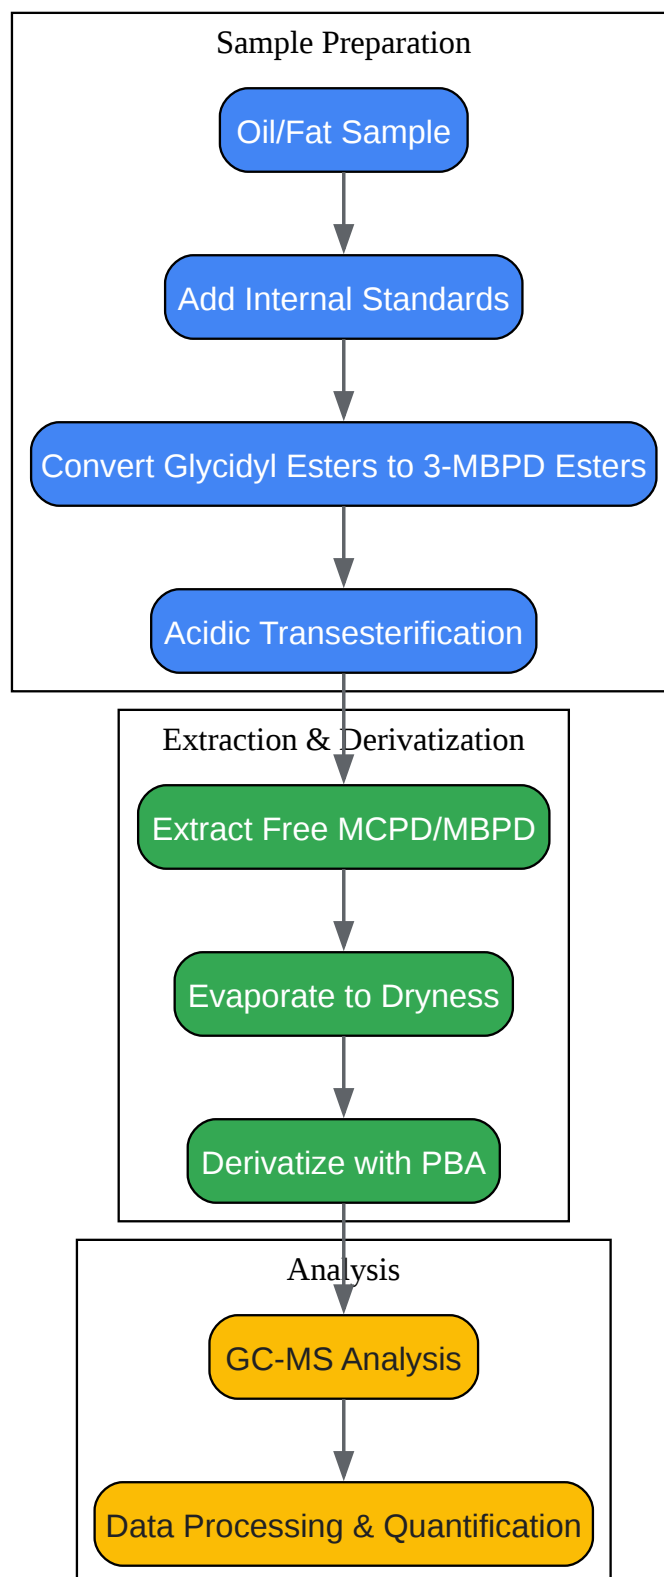 Sample Preparation
Oil/Fat Sample
Add Internal Standards
Convert Glycidyl Esters to 3-MBPD Esters
Acidic Transesterification
Extraction & Derivatization
Extract Free MCPD/MBPD
Evaporate to Dryness
Derivatize with PBA
Analysis
GC-MS Analysis
Data Processing & Quantification